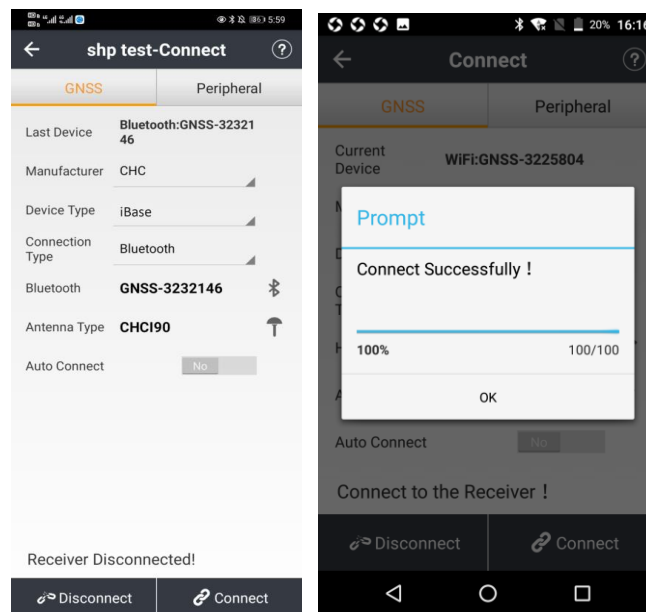 5:59
shp test-Connect
GNSS
Peripheral
Last Device
Bluetooth:GNSS-32321
46
Manufacturer
CHC
Device Type
iBase
Connection
Type
Bluetooth
Bluetooth
GNSS-3232146
Antenna Type
CHCI90
Auto Connect
No
Receiver Disconnected!
Disconnect
Connect
20% 16:16
Connect
GNSS
Peripheral
Current
Device
WiFi:GNSS-3225804
Prompt
Connect Successfully !
100%
100/100
OK
Auto Connect
No
Connect to the Receiver !
Disconnect
Connect